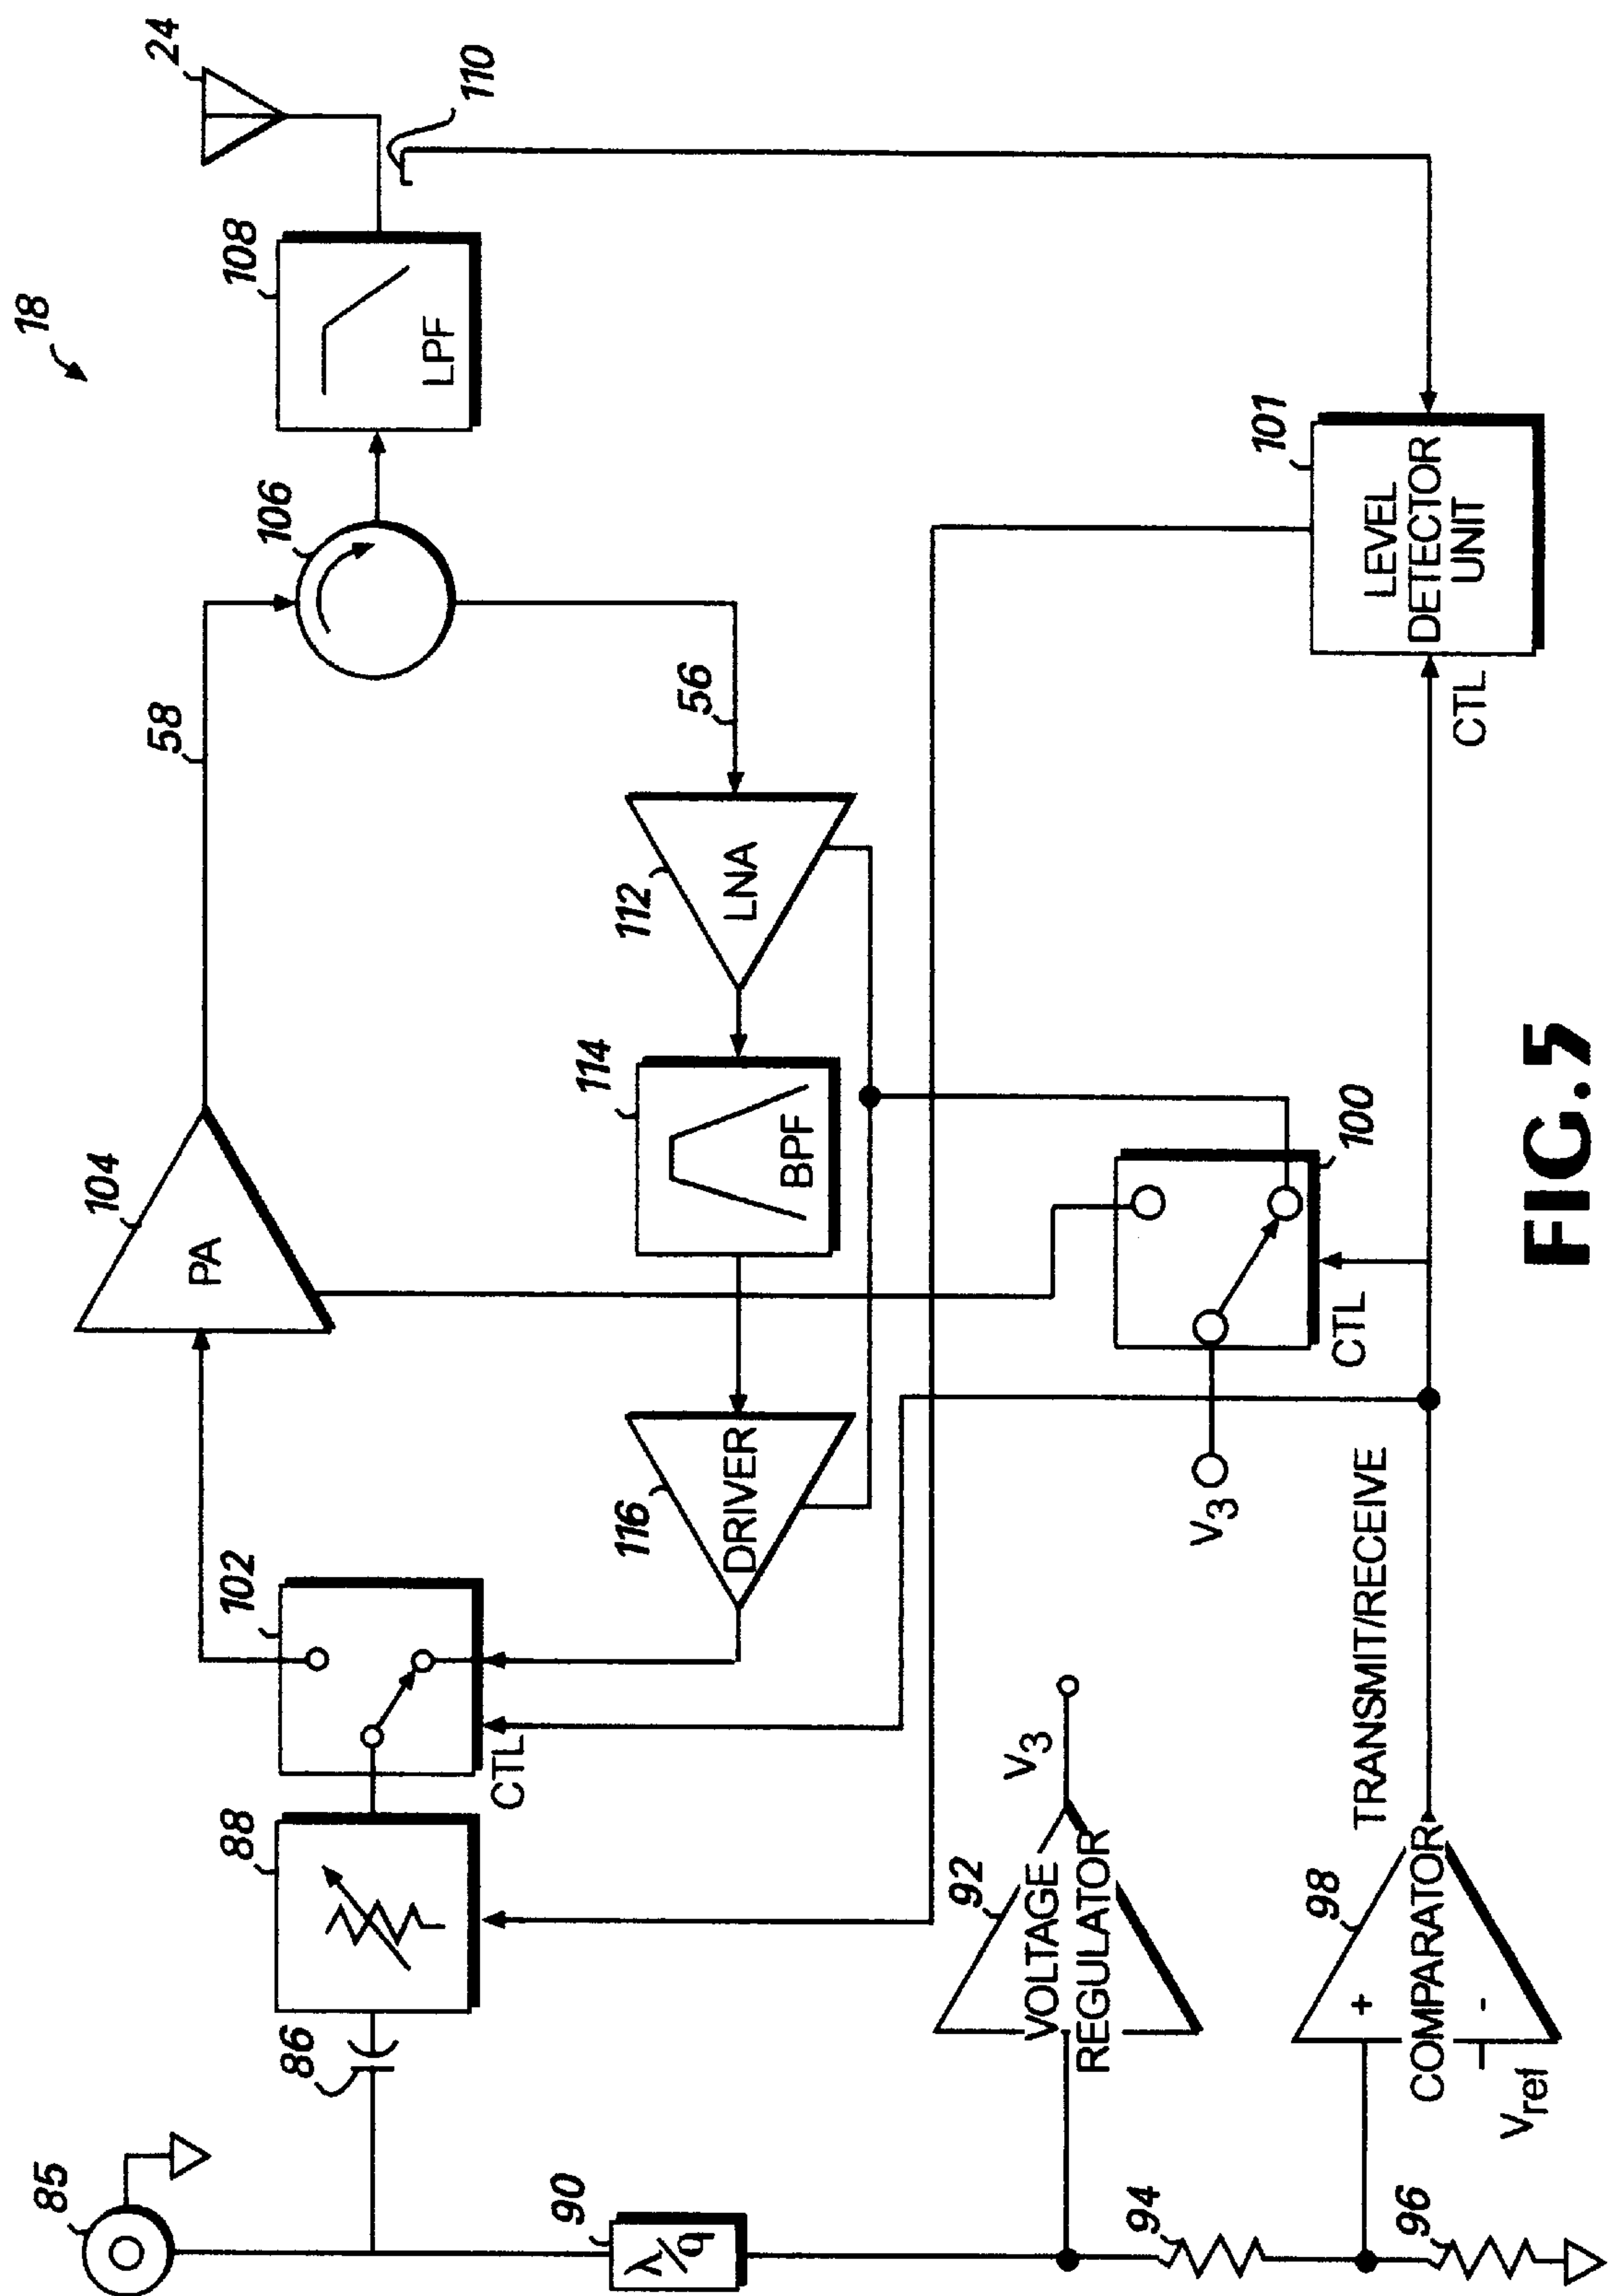 18
24
110
108
LPF
106
58
56
104
PA
112
LNA
114
BPF
116
DRIVER
102
CTL
88
86
85
90
λ/q
101
LEVEL
DETECTOR
UNIT
CTL
100
CTL
V3
TRANSMIT/RECEIVE
92
VOLTAGE
REGULATOR
V3
98
COMPARATOR
+
-
Vref
94
96
FIG.5